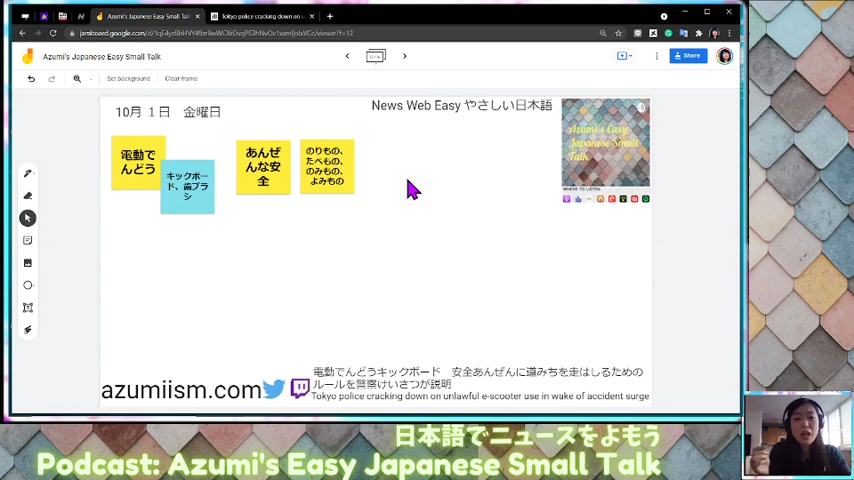 Azumi's Japanese Easy Small Talk
Tokyo police cracking down on u
jamboard.google.com
Azumi's Japanese Easy Small Talk
Share
Set background
Clear frame
10月 1日 金曜日
News Web Easy やさしい日本語
電動で
んどう
キックボー
ド、歯ブラ
シ
あんぜ
んな安
全
のりもの、
たべもの、
のみもの、
よみもの
Azumi's Easy
Japanese Small
Talk
WHERE TO LISTEN
電動でんどうキックボード 安全あんぜんに道みちを走はしるための
ルールを警察けいさつが説明
azumiism.com
Tokyo police cracking down on unlawful e-scooter use in wake of accident surge
日本語でニュースをよもう
Podcast: Azumi's Easy Japanese Small Talk